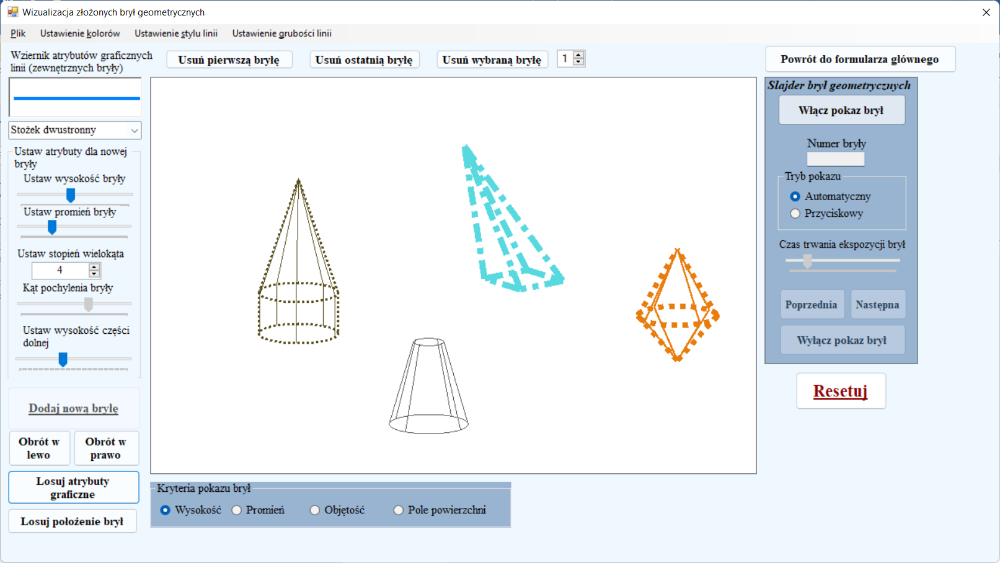 Wizualizacja złożonych brył geometrycznych
Plik Ustawienie kolorów Ustawienie stylu linii Ustawienie grubości linii
Wziernik atrybutów graficznych
linii (zewnętrznych bryły)
Usuń pierwszą bryłę
Usuń ostatnią bryłę
Usuń wybraną bryłę
1
Powrót do formularza głównego
Stożek dwustronny
Ustaw atrybuty dla nowej
bryły
Ustaw wysokość bryły
Ustaw promień bryły
Ustaw stopień wielokąta
4
Kąt pochylenia bryły
Ustaw wysokość części
dolnej
Dodaj nową bryłę
Obrót w
lewo
Obrót w
prawo
Losuj atrybuty
graficzne
Losuj położenie brył
Kryteria pokazu brył
Wysokość
Promień
Objętość
Pole powierzchni
Slajder brył geometrycznych
Włącz pokaz brył
Numer bryły
Tryb pokazu
Automatyczny
Przyciskowy
Czas trwania ekspozycji brył
Poprzednia
Następna
Wyłącz pokaz brył
Resetuj